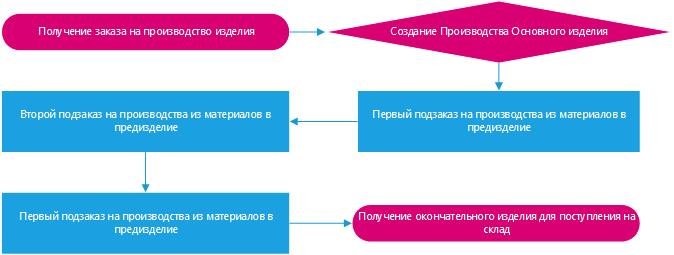 Получение заказа на производство изделия
Создание Производства Основного изделия
Первый подзаказ на производства из материалов в
предизделие
Второй подзаказ на производства из материалов в
предизделие
Первый подзаказ на производства из материалов в
предизделие
Получение окончательного изделия для поступления на
склад